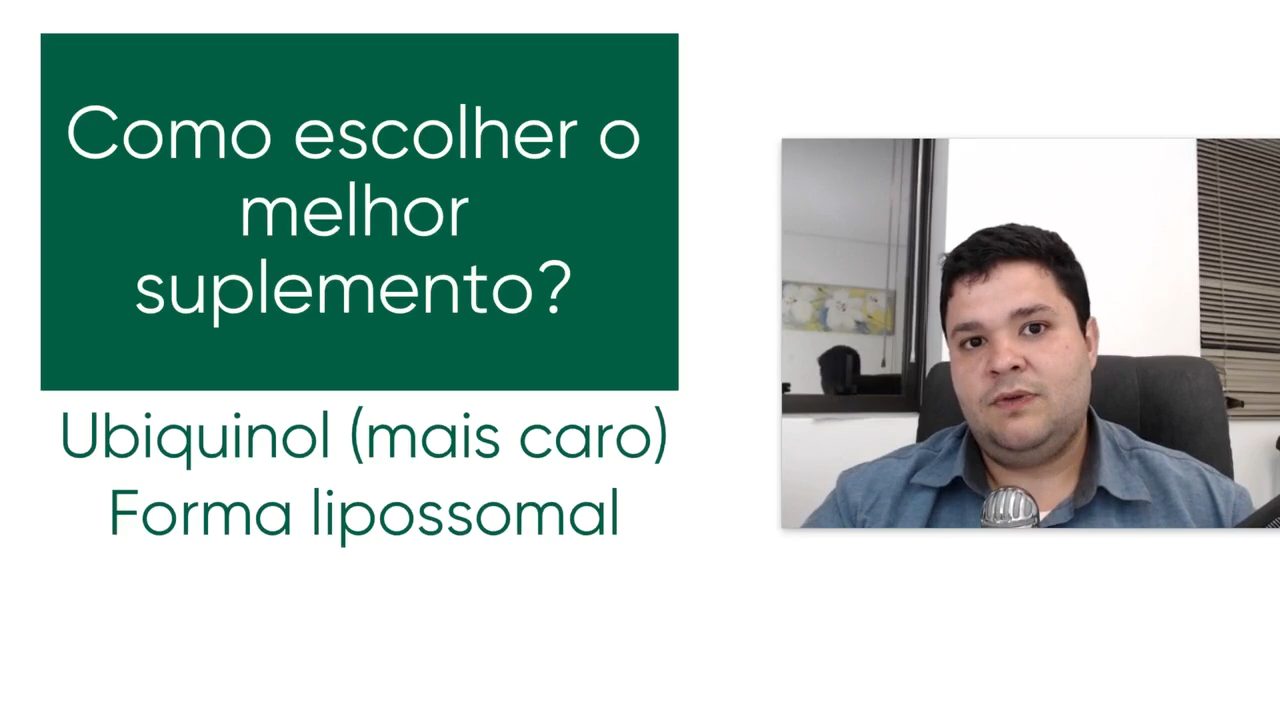 Como escolher o
melhor
suplemento?
Ubiquinol (mais caro)
Forma lipossomal